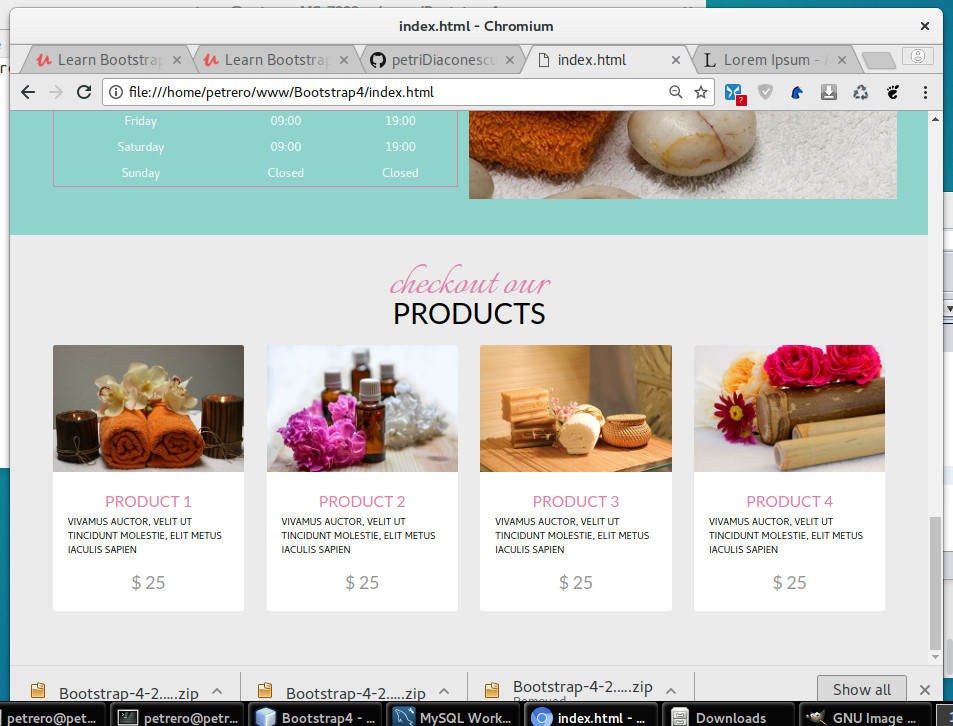 index.html - Chromium
Learn Bootstrap
Learn Bootstrap
petriDiaconescu
index.html
L Lorem Ipsum - A
file:///home/petrero/www/Bootstrap4/index.html
Friday 09:00 19:00
Saturday 09:00 19:00
Sunday Closed Closed
checkout our
PRODUCTS
PRODUCT 1
VIVAMUS AUCTOR, VELIT UT
TINCIDUNT MOLESTIE, ELIT METUS
IACULIS SAPIEN
$ 25
PRODUCT 2
VIVAMUS AUCTOR, VELIT UT
TINCIDUNT MOLESTIE, ELIT METUS
IACULIS SAPIEN
$ 25
PRODUCT 3
VIVAMUS AUCTOR, VELIT UT
TINCIDUNT MOLESTIE, ELIT METUS
IACULIS SAPIEN
$ 25
PRODUCT 4
VIVAMUS AUCTOR, VELIT UT
TINCIDUNT MOLESTIE, ELIT METUS
IACULIS SAPIEN
$ 25
Bootstrap-4-2.....zip
Bootstrap-4-2.....zip
Bootstrap-4-2.....zip
Removed
Show all
petrero@pet...
petrero@petr...
Bootstrap4 - ...
MySQL Work...
index.html - ...
Downloads
GNU Image ...